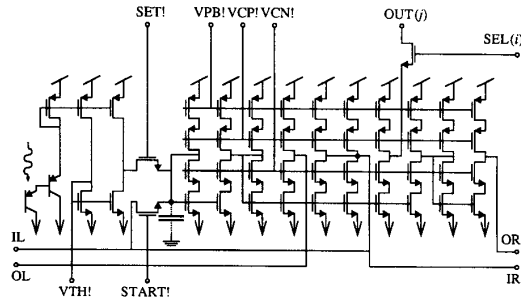 SET!
VPB! VCP! VCN!
OUT(j)
SEL(i)
IL
OL
OR
IR
VTH!
START!